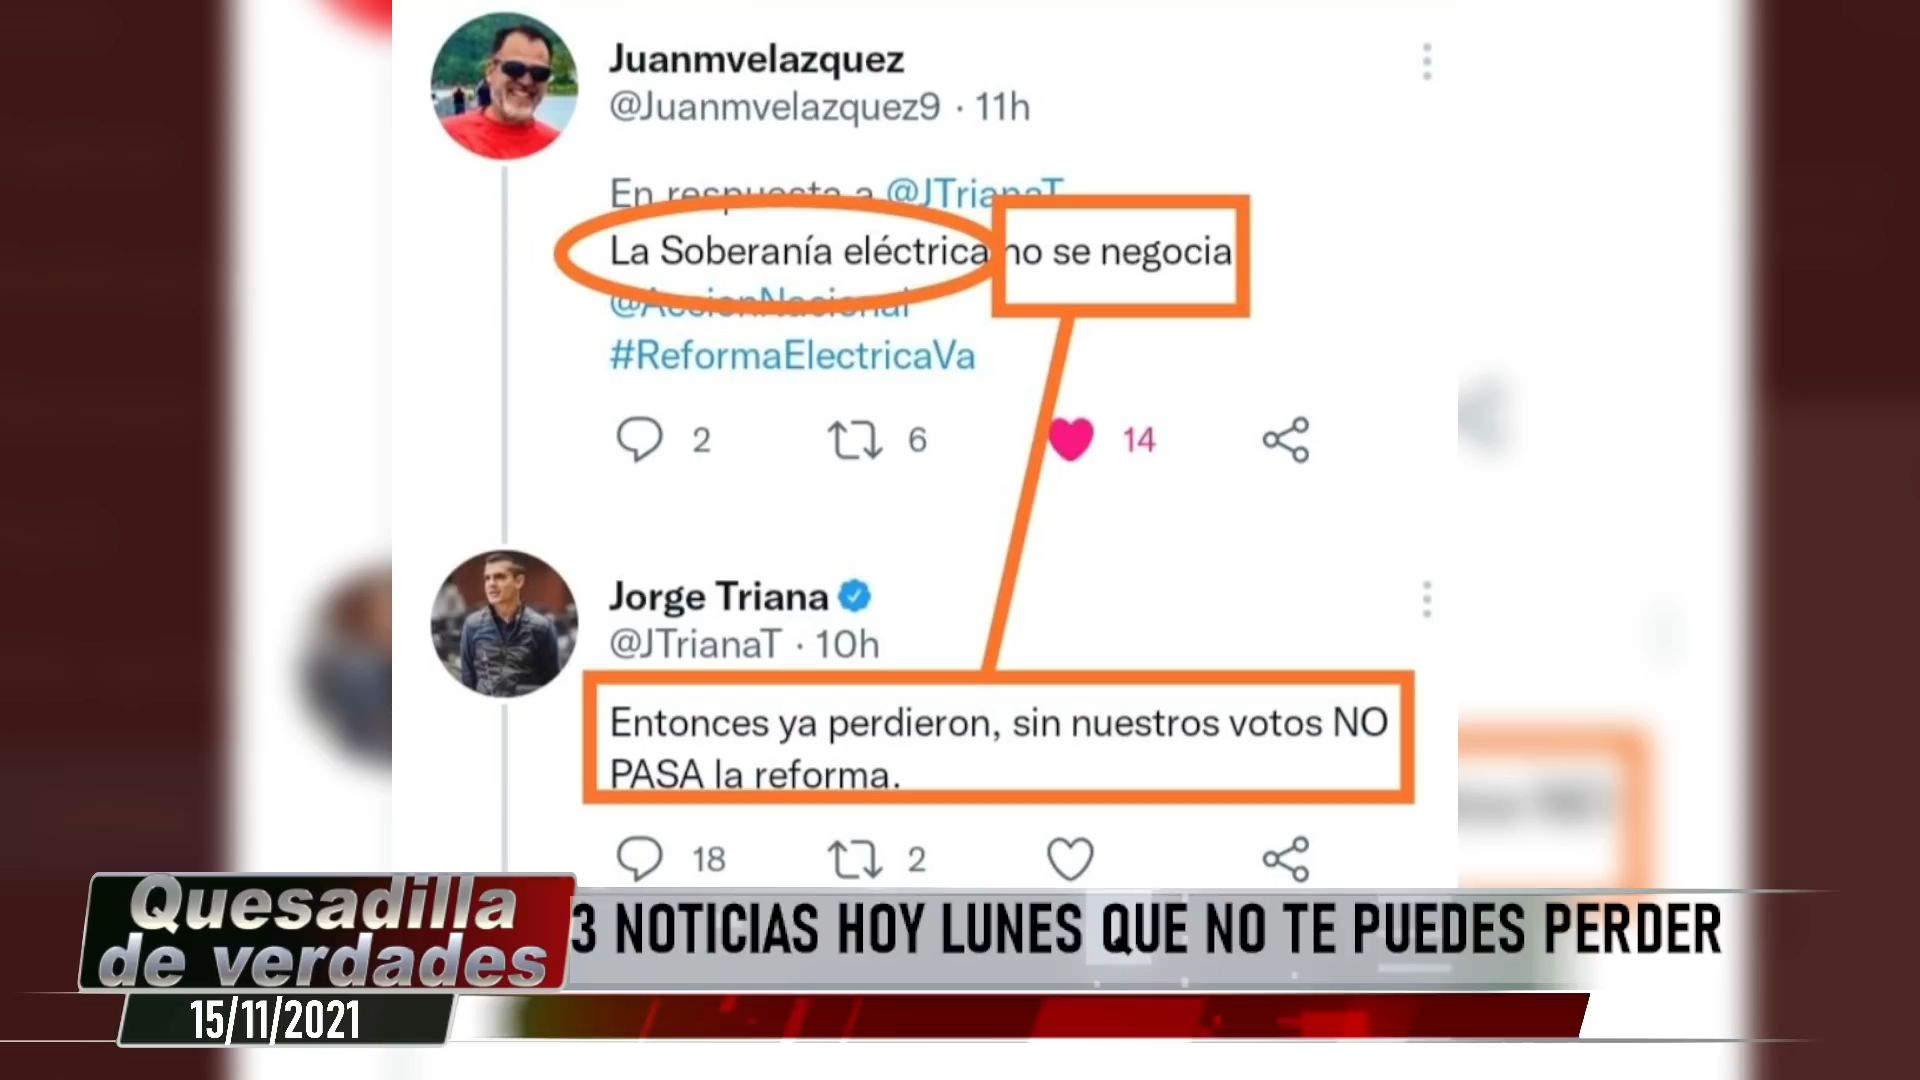 Juanmvelazquez
@Juanmvelazquez9 · 11h
En respuesta a @JTrianaT
La Soberanía eléctrica no se negocia
@AccionNacional
#ReformaElectricaVa
2 6 14
Jorge Triana
@JTrianaT · 10h
Entonces ya perdieron, sin nuestros votos NO
PASA la reforma.
18 2
Quesadilla
de verdades
3 NOTICIAS HOY LUNES QUE NO TE PUEDES PERDER
15/11/2021